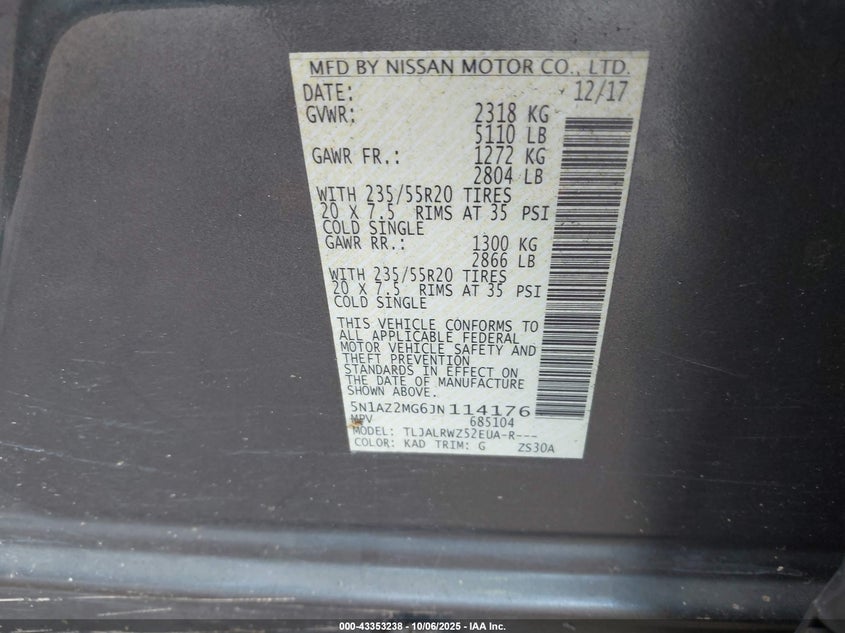 MFD BY NISSAN MOTOR CO., LTD.
DATE: 12/17
GVWR: 2318 KG
5110 LB
GAWR FR.: 1272 KG
2804 LB
WITH 235/55R20 TIRES
20 X 7.5 RIMS AT 35 PSI
COLD SINGLE
GAWR RR.: 1300 KG
2866 LB
WITH 235/55R20 TIRES
20 X 7.5 RIMS AT 35 PSI
COLD SINGLE
THIS VEHICLE CONFORMS TO
ALL APPLICABLE FEDERAL
MOTOR VEHICLE SAFETY AND
THEFT PREVENTION
STANDARDS IN EFFECT ON
THE DATE OF MANUFACTURE
SHOWN ABOVE.
5N1AZ2MG6JN114176
MPV 685104
MODEL: TLJALRWZ52EUA-R---
COLOR: KAD TRIM: G ZS30A
000-43353238 - 10/06/2025 - IAA Inc.